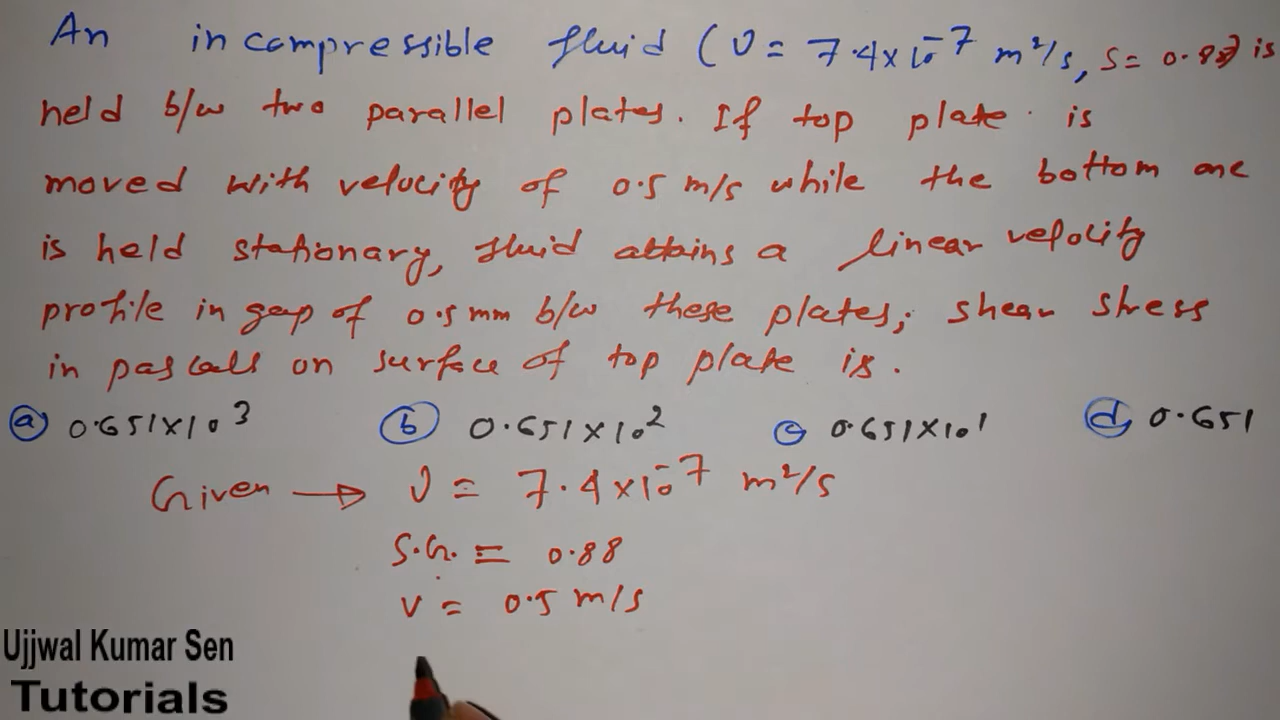 An incompressible fluid (ν = 7.4×10⁻⁷ m²/s, S= 0.88) is
held b/w two parallel plates. If top plate is
moved with velocity of 0.5 m/s while the bottom one
is held stationary, fluid attains a linear velocity
profile in gap of 0.5 mm b/w these plates; shear stress
in pascals on surface of top plate is.
(a) 0.651×10³ (b) 0.651×10² (c) 0.651×10¹ (d) 0.651
Given → ν = 7.4×10⁻⁷ m²/s
S.G. = 0.88
v = 0.5 m/s
Ujjwal Kumar Sen
Tutorials